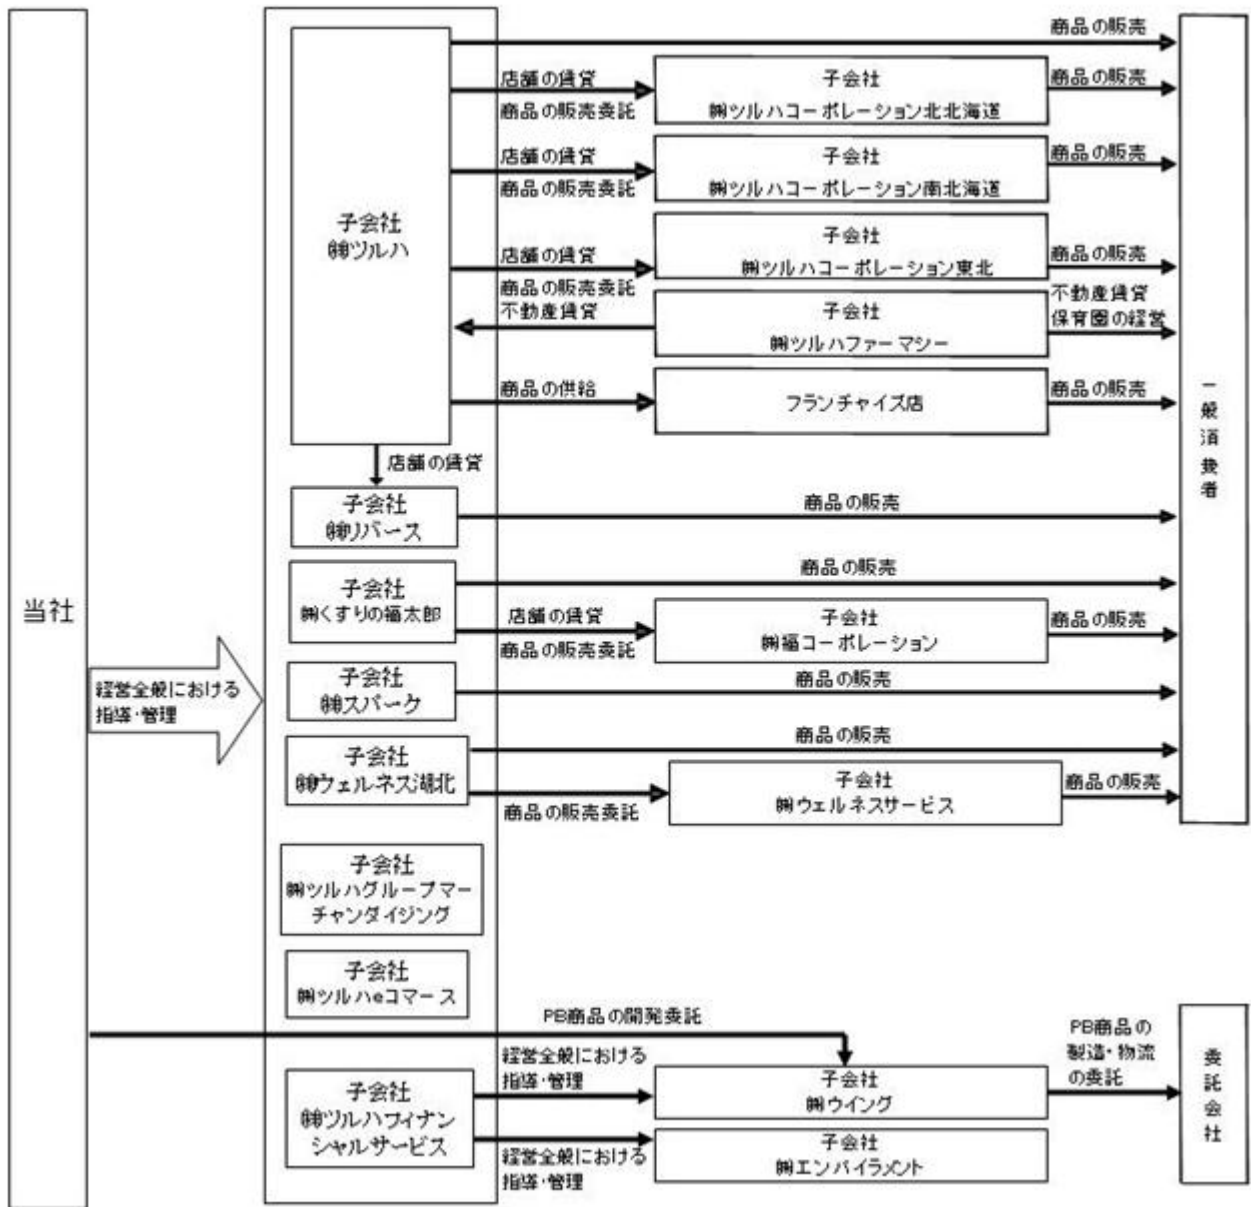 当社
経営全般における
指導・管理
子会社
㈱ツルハ
商品の販売
店舗の賃貸
商品の販売委託
子会社
㈱ツルハコーポレーション北北海道
商品の販売
店舗の賃貸
商品の販売委託
子会社
㈱ツルハコーポレーション南北海道
商品の販売
店舗の賃貸
商品の販売委託
子会社
㈱ツルハコーポレーション東北
商品の販売
不動産賃貸
子会社
㈱ツルハファーマシー
不動産賃貸
保育園の経営
商品の供給
フランチャイズ店
商品の販売
店舗の賃貸
子会社
㈱リバース
商品の販売
子会社
㈱くすりの福太郎
商品の販売
店舗の賃貸
商品の販売委託
子会社
㈱福コーポレーション
商品の販売
子会社
㈱スパーク
商品の販売
子会社
㈱ウェルネス湖北
商品の販売
商品の販売委託
子会社
㈱ウェルネスサービス
商品の販売
一般消費者
子会社
㈱ツルハグループマー
チャンダイジング
子会社
㈱ツルハeコマース
PB商品の開発委託
子会社
㈱ツルハフィナン
シャルサービス
経営全般における
指導・管理
子会社
㈱ウイング
PB商品の
製造・物流
の委託
経営全般における
指導・管理
子会社
㈱エンバイラメント
委託会社